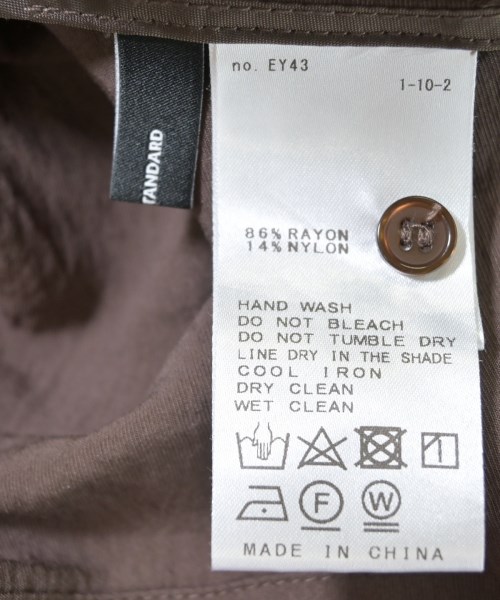 no. EY43
1-10-2
TANDARD
86% RAYON
14% NYLON
HAND WASH
DO NOT BLEACH
DO NOT TUMBLE DRY
LINE DRY IN THE SHADE
COOL IRON
DRY CLEAN
WET CLEAN
F
W
MADE IN CHINA